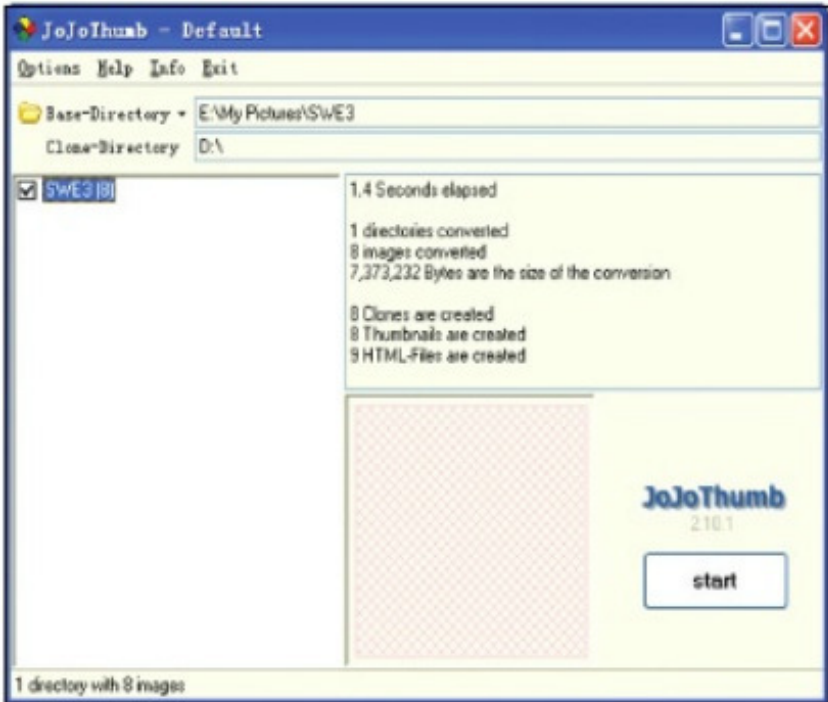 JoJoThumb - Default
Options Help Info Exit
Base-Directory E:\My Pictures\SWE3
Clone-Directory D:\
SWE3 [8]
1.4 Seconds elapsed
1 directories converted
8 images converted
7,373,232 Bytes are the size of the conversion
8 Clones are created
8 Thumbnails are created
9 HTML-Files are created
JoJoThumb
2.10.1
start
1 directory with 8 images